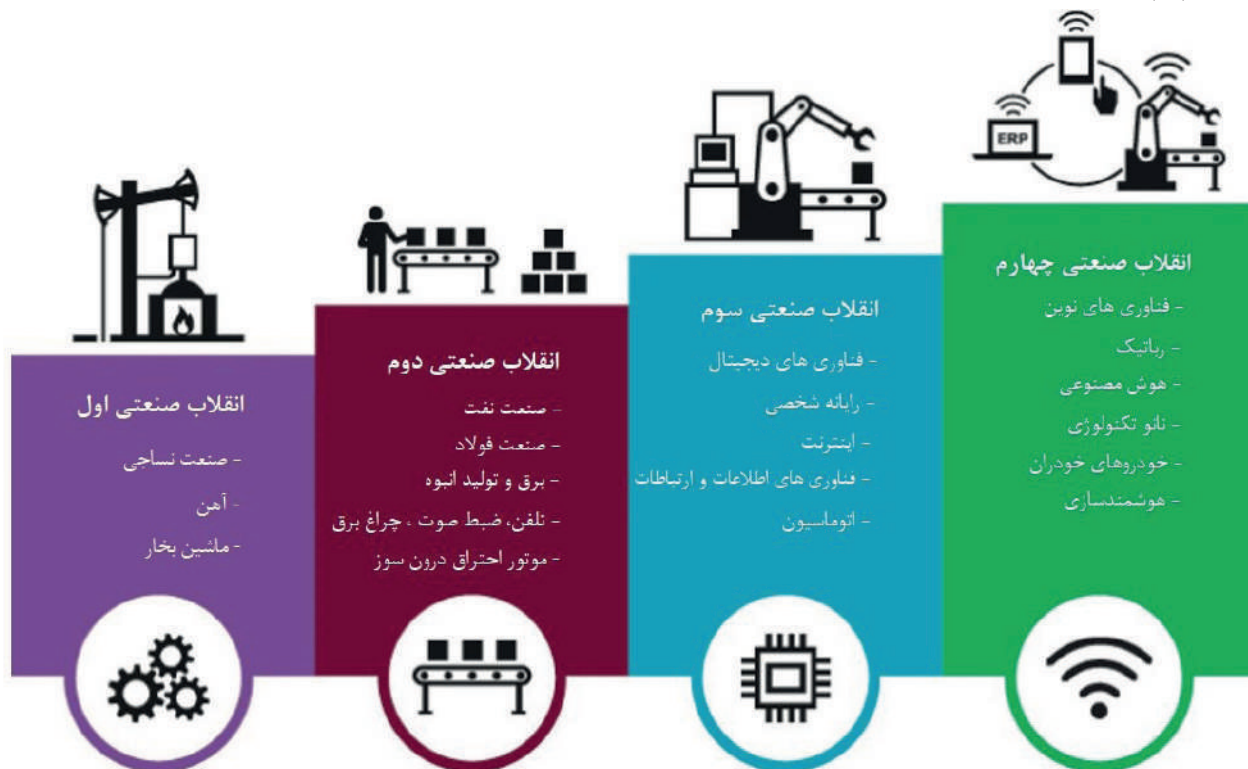 انقلاب صنعتی اول
- صنعت نساجی
- آهن
- ماشین بخار
انقلاب صنعتی دوم
- صنعت نفت
- صنعت فولاد
- برق و تولید انبوه
- تلفن، ضبط صوت ، چراغ برق
- موتور احتراق درون سوز
انقلاب صنعتی سوم
- فناوری های دیجیتال
- رایانه شخصی
- اینترنت
- فناوری های اطلاعات و ارتباطات
- اتوماسیون
ERP
انقلاب صنعتی چهارم
- فناوری های نوین
- رباتیک
- هوش مصنوعی
- نانو تکنولوژی
- خودروهای خودران
- هوشمندسازی